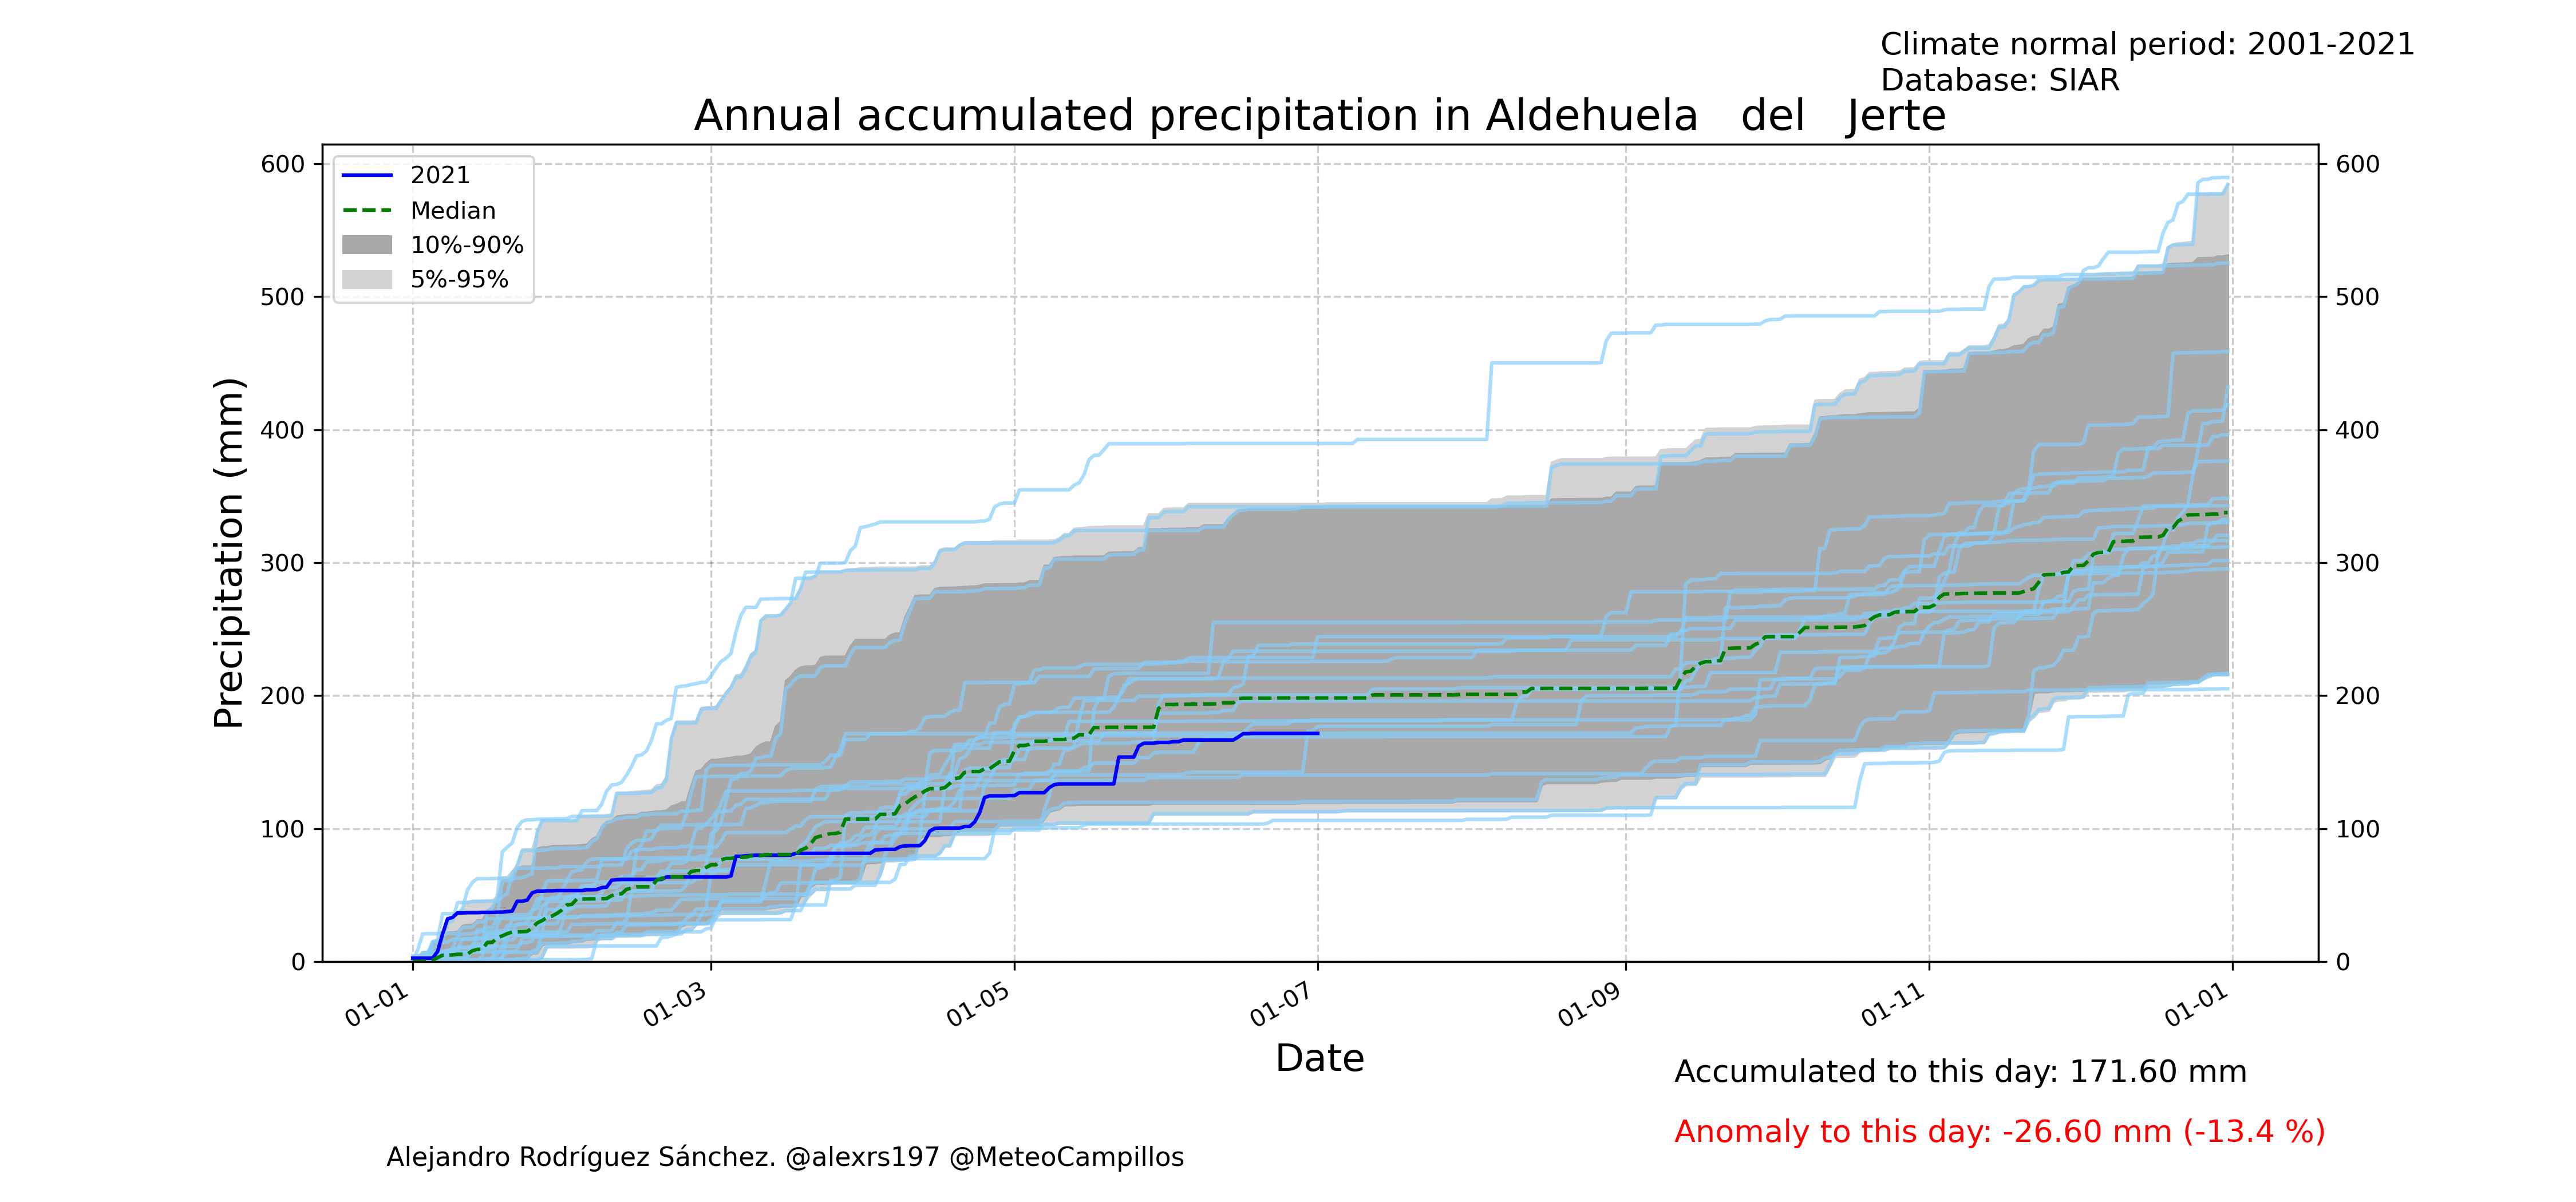 Climate normal period: 2001-2021
Database: SIAR
Annual accumulated precipitation in Aldehuela   del   Jerte
2021
Median
10%-90%
5%-95%
Precipitation (mm)
600
500
400
300
200
100
0
600
500
400
300
200
100
0
01-01
01-03
01-05
01-07
01-09
01-11
01-01
Date
Accumulated to this day: 171.60 mm
Anomaly to this day: -26.60 mm (-13.4 %)
Alejandro Rodríguez Sánchez. @alexrs197 @MeteoCampillos